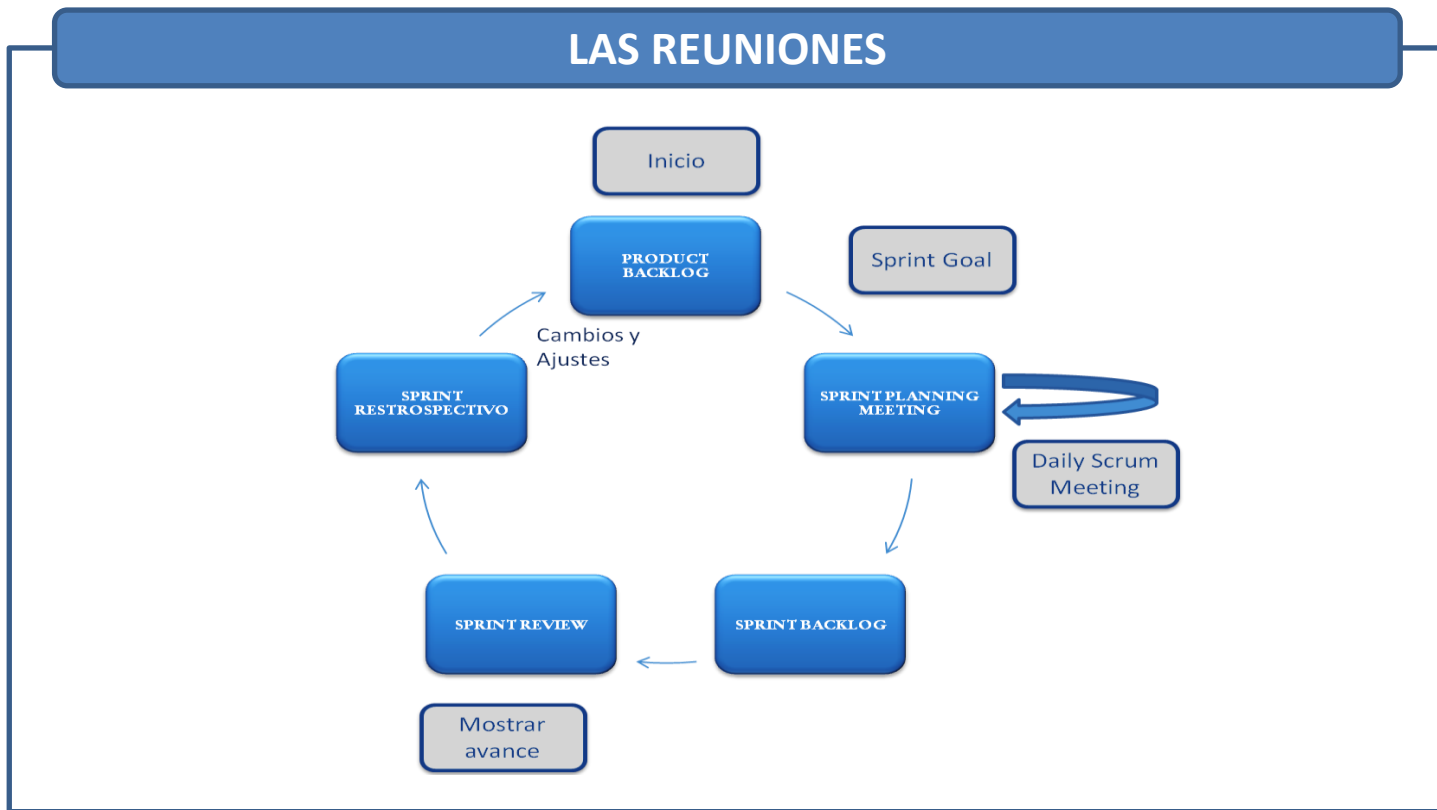 LAS REUNIONES
Inicio
PRODUCT
BACKLOG
Sprint Goal
Cambios y
Ajustes
SPRINT
RESTROSPECTIVO
SPRINT PLANNING
MEETING
Daily Scrum
Meeting
SPRINT REVIEW
SPRINT BACKLOG
Mostrar
avance